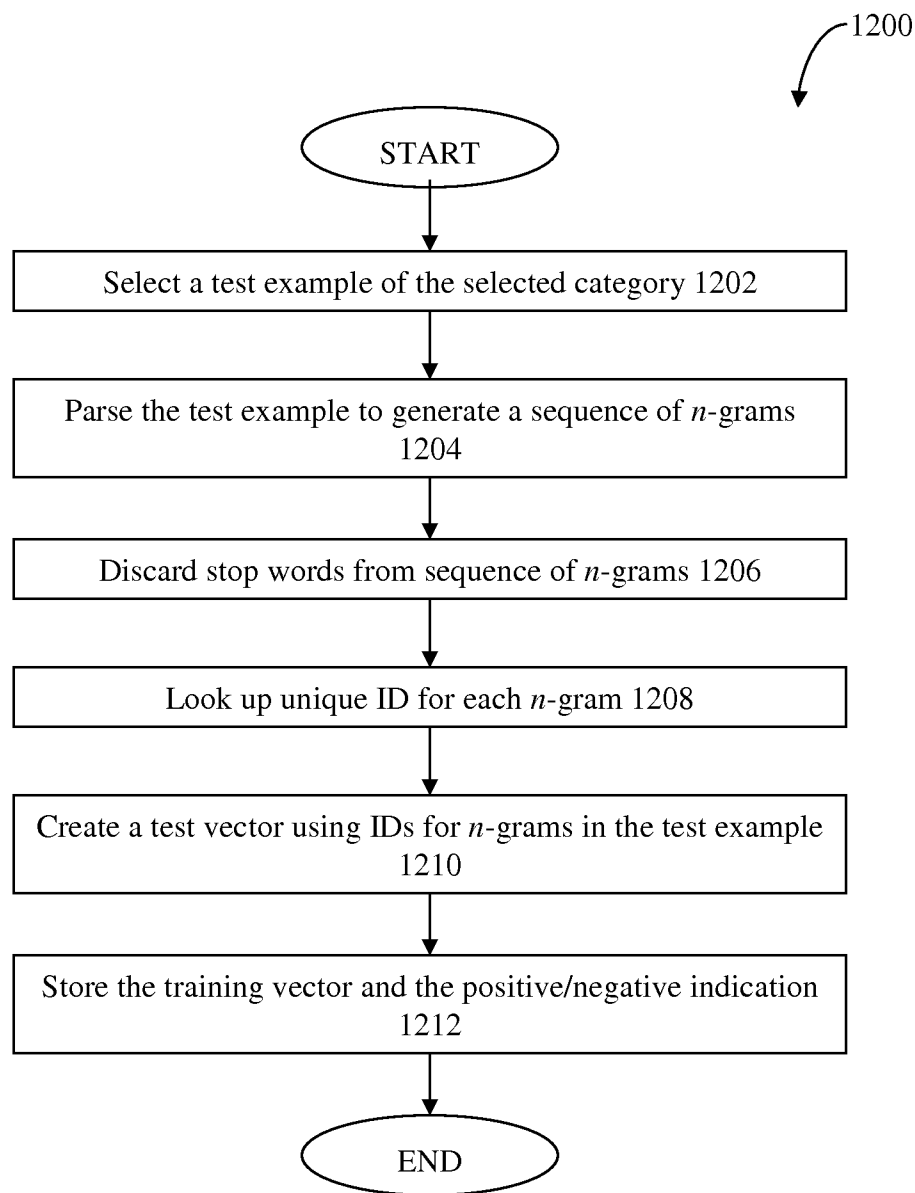 1200
START
Select a test example of the selected category 1202
Parse the test example to generate a sequence of n-grams
1204
Discard stop words from sequence of n-grams 1206
Look up unique ID for each n-gram 1208
Create a test vector using IDs for n-grams in the test example
1210
Store the training vector and the positive/negative indication
1212
END